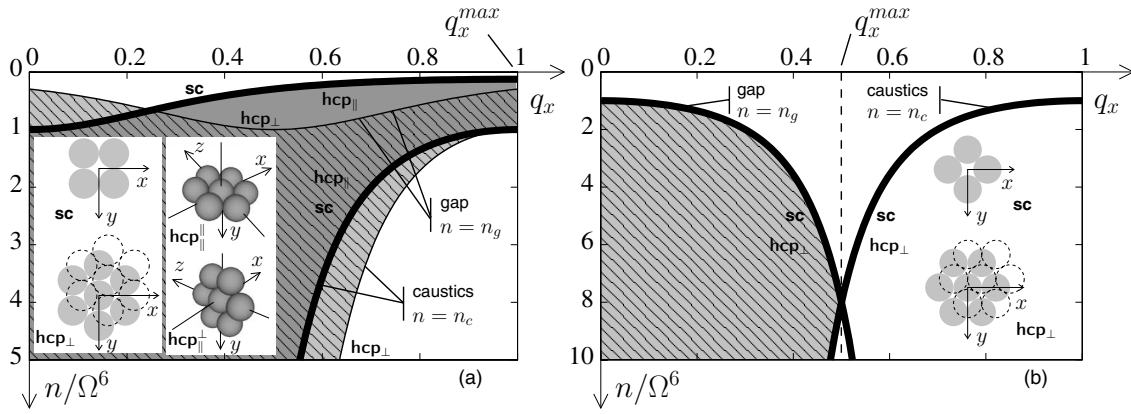 q_x^{max}
0 0.2 0.4 0.6 0.8 1
q_x
0
1
2
3
4
5
n/Ω^6
sc
hcp_∥
hcp_⊥
hcp_∥
sc
sc
gap
n = n_g
caustics
n = n_c
hcp_⊥
x
y
sc
x
y
hcp_⊥
z
x
y
hcp_∥^∥
z
x
y
hcp_∥^⊥
(a)
q_x^{max}
0 0.2 0.4 0.6 0.8 1
q_x
0
2
4
6
8
10
n/Ω^6
gap
n = n_g
caustics
n = n_c
sc
sc
hcp_⊥
hcp_⊥
x
y
sc
x
y
hcp_⊥
(b)